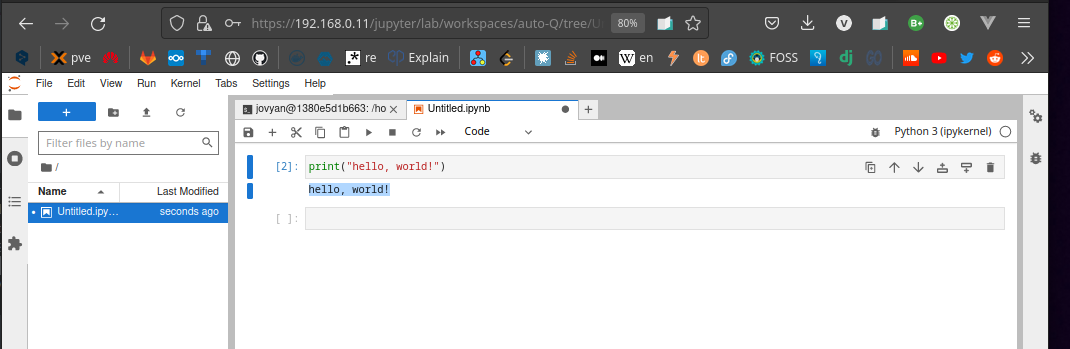 https://192.168.0.11/jupyter/lab/workspaces/auto-Q/tree/U
80%
pve
re
Explain
en
FOSS
File Edit View Run Kernel Tabs Settings Help
jovyan@1380e5d1b663: /ho
Untitled.ipynb
Filter files by name
Code
Python 3 (ipykernel)
/
Name
Last Modified
Untitled.ipy…
seconds ago
[2]: print("hello, world!")
hello, world!
[ ]: